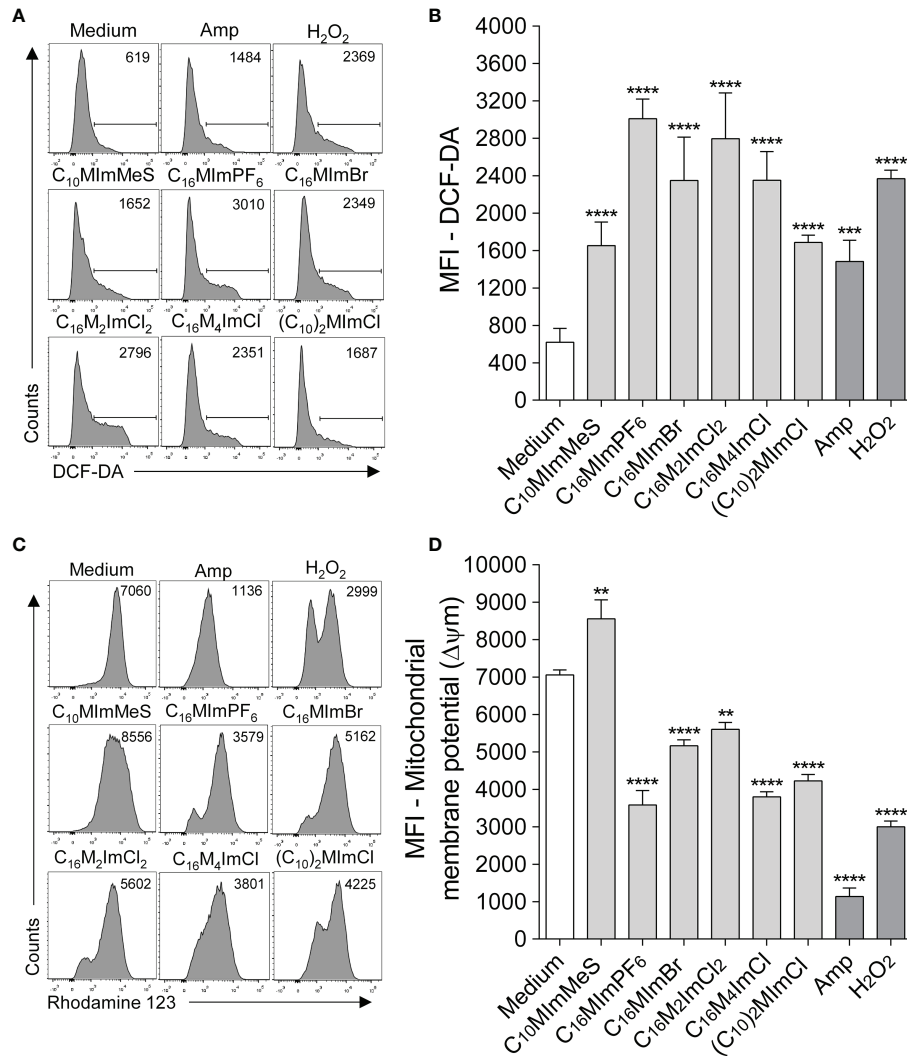 A
Medium Amp H₂O₂
619 1484 2369
C₁₀MImMeS C₁₆MImPF₆ C₁₆MImBr
1652 3010 2349
C₁₆M₂ImCl₂ C₁₆M₄ImCl (C₁₀)₂MImCl
2796 2351 1687
Counts
DCF-DA
B
MFI - DCF-DA
4000
3600
3200
2800
2400
2000
1600
1200
800
400
0
**** **** **** **** **** **** *** ****
Medium C₁₀MImMeS C₁₆MImPF₆ C₁₆MImBr C₁₆M₂ImCl₂ C₁₆M₄ImCl (C₁₀)₂MImCl Amp H₂O₂
C
Medium Amp H₂O₂
7060 1136 2999
C₁₀MImMeS C₁₆MImPF₆ C₁₆MImBr
8556 3579 5162
C₁₆M₂ImCl₂ C₁₆M₄ImCl (C₁₀)₂MImCl
5602 3801 4225
Counts
Rhodamine 123
D
MFI - Mitochondrial
membrane potential (Δψm)
10000
9000
8000
7000
6000
5000
4000
3000
2000
1000
0
** **** **** ** **** **** **** ****
Medium C₁₀MImMeS C₁₆MImPF₆ C₁₆MImBr C₁₆M₂ImCl₂ C₁₆M₄ImCl (C₁₀)₂MImCl Amp H₂O₂